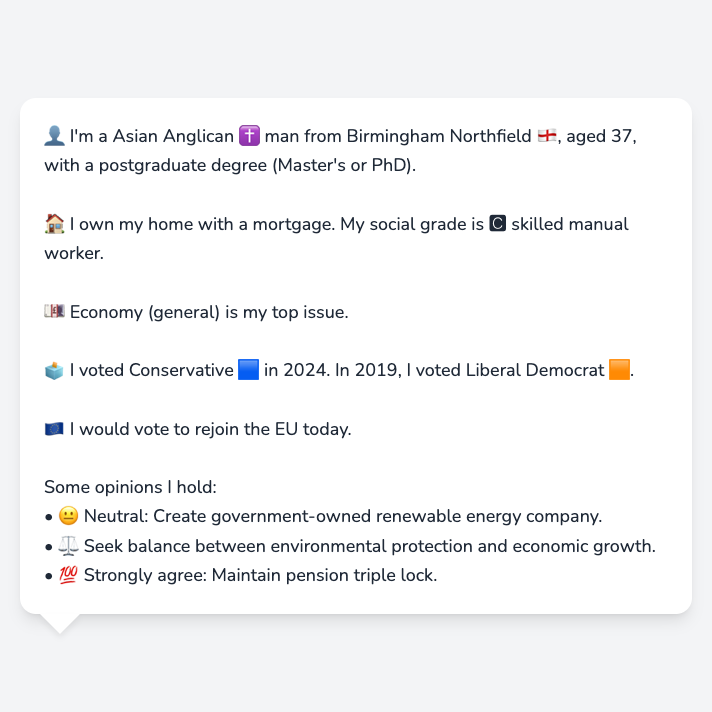 👤 I'm a Asian Anglican ✝️ man from Birmingham Northfield 🏴󠁧󠁢󠁥󠁮󠁧󠁿, aged 37,
with a postgraduate degree (Master's or PhD).
🏠 I own my home with a mortgage. My social grade is 🅲 skilled manual
worker.
💷 Economy (general) is my top issue.
🗳️ I voted Conservative 🟦 in 2024. In 2019, I voted Liberal Democrat 🟧.
🇪🇺 I would vote to rejoin the EU today.
Some opinions I hold:
• 😐 Neutral: Create government-owned renewable energy company.
• ⚖️ Seek balance between environmental protection and economic growth.
• 💯 Strongly agree: Maintain pension triple lock.